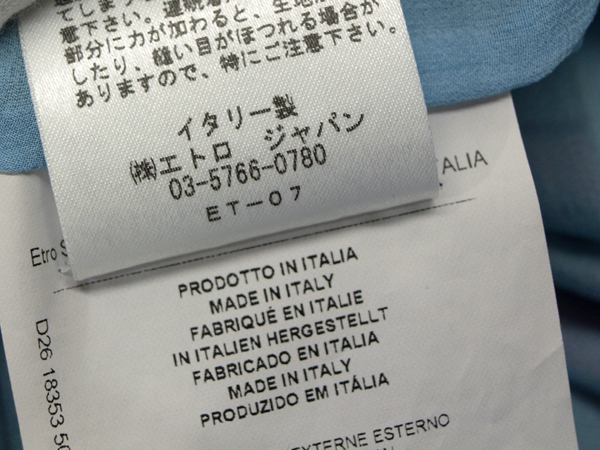 てしまう
意下さい。連続着
部分に力が加わると、生地
したり、縫い目がほつれる場合が
ありますので、特にご注意下さい。
イタリー製
㈱エトロ ジャパン
03-5766-0780
ET-07
ITALIA
Etro S
PRODOTTO IN ITALIA
MADE IN ITALY
FABRIQUÉ EN ITALIE
IN ITALIEN HERGESTELLT
FABRICADO EN ITALIA
MADE IN ITALY
PRODUZIDO EM ITÁLIA
D26 18353 50
EXTERNE ESTERNO